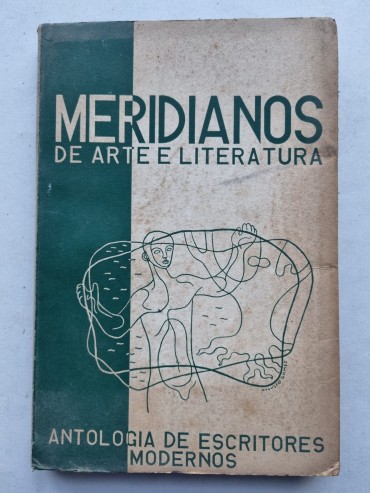 MERIDIANOS
DE ARTE E LITERATURA
ANTOLOGIA DE ESCRITORES
MODERNOS